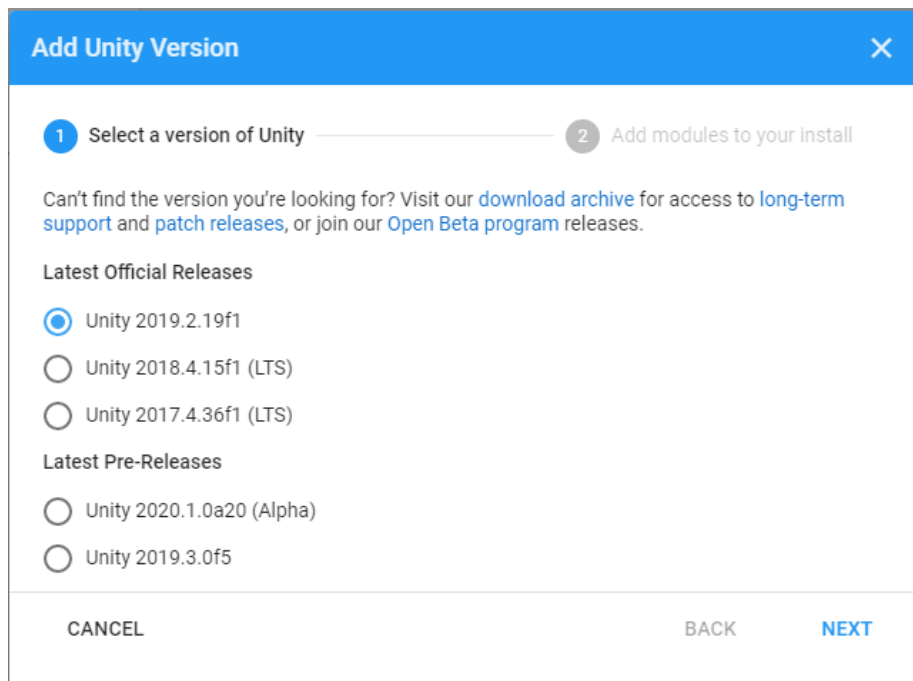 Add Unity Version
1 Select a version of Unity 2 Add modules to your install
Can't find the version you're looking for? Visit our download archive for access to long-term
support and patch releases, or join our Open Beta program releases.
Latest Official Releases
Unity 2019.2.19f1
Unity 2018.4.15f1 (LTS)
Unity 2017.4.36f1 (LTS)
Latest Pre-Releases
Unity 2020.1.0a20 (Alpha)
Unity 2019.3.0f5
CANCEL BACK NEXT